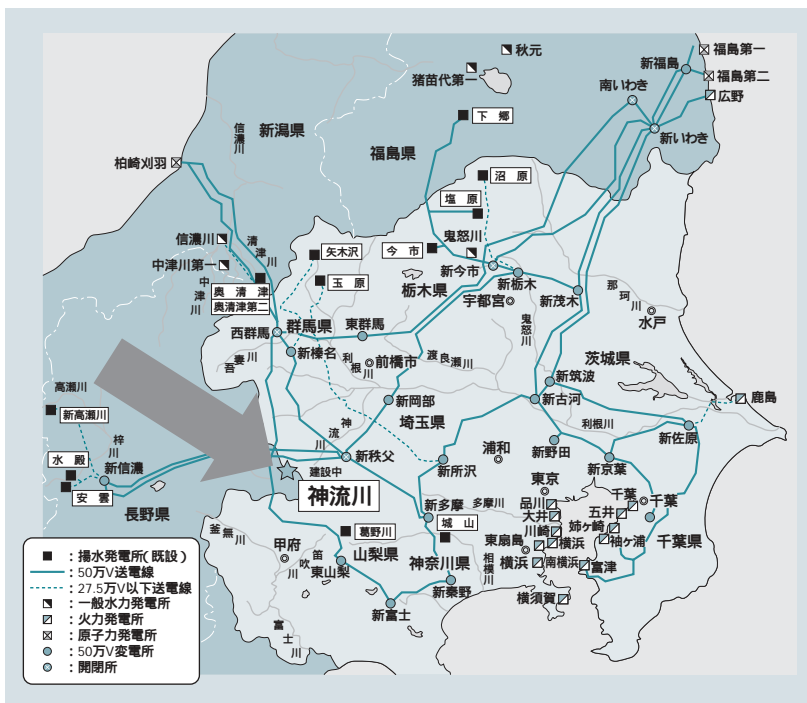 秋元
福島第一
新福島
猪苗代第一
福島第二
南いわき
広野
下 郷
信濃川
新潟県
新いわき
福島県
柏崎刈羽
沼 原
塩 原
信濃川
清津川
矢木沢
鬼怒川
今 市
中津川第一
新今市
新栃木
奥 清 津
玉 原
栃木県
中津川
奥清津第二
宇都宮
新茂木
那珂川
西群馬
群馬県
東群馬
鬼怒川
水戸
新榛名
利根川
前橋市
渡良瀬川
茨城県
吾妻川
新筑波
高瀬川
新岡部
新古河
鹿島
新高瀬川
神流川
埼玉県
利根川
梓川
浦和
新野田
新佐原
水 殿
新秩父
新信濃
建設中
新所沢
東京
新京葉
安 曇
神流川
千葉
長野県
新多摩
多摩川
品川
五井
千葉
大井
姉ヶ崎
釜無川
葛野川
城 山
川崎
袖ヶ浦
甲府
東扇島
横浜
千葉県
笛吹川
山梨県
神奈川県
相模川
東山梨
横浜
南横浜
富津
新秦野
新富士
横須賀
富士川
:揚水発電所(既設)
:50万V送電線
:27.5万V以下送電線
:一般水力発電所
:火力発電所
:原子力発電所
:50万V変電所
:開閉所